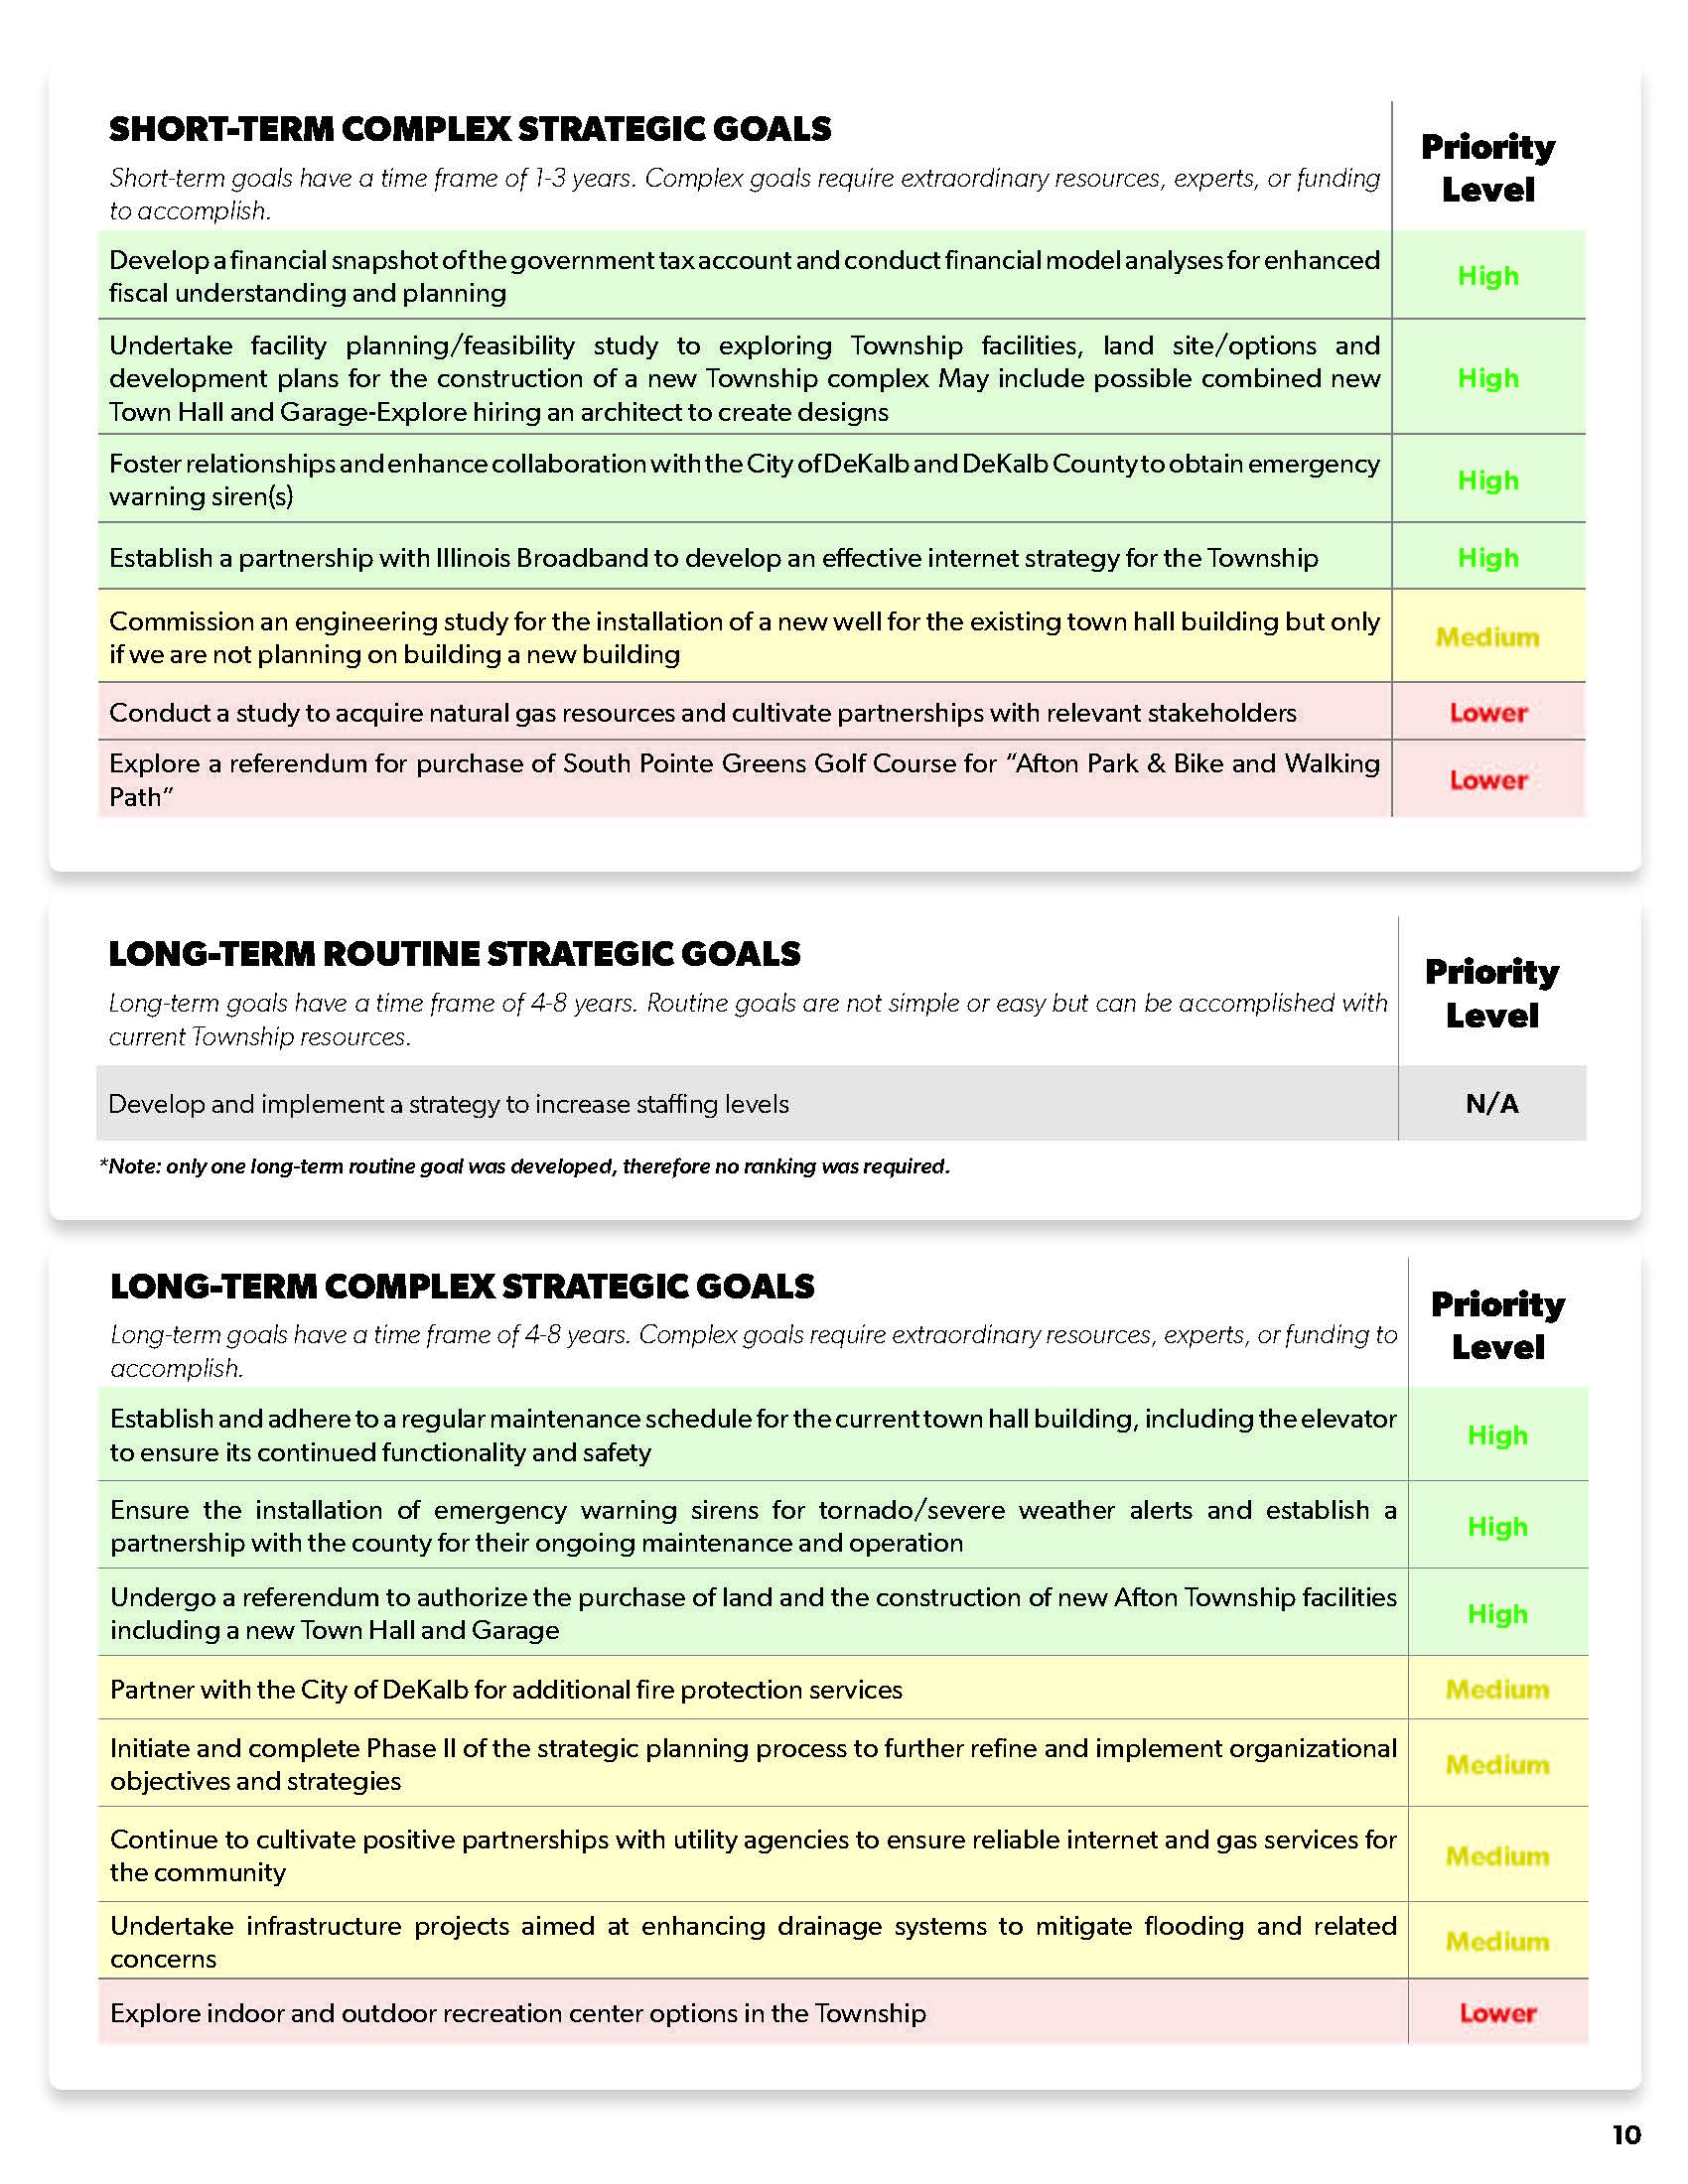 SHORT-TERM COMPLEX STRATEGIC GOALS
Short-term goals have a time frame of 1-3 years. Complex goals require extraordinary resources, experts, or funding
to accomplish.
Priority
Level
Develop a financial snapshot of the government tax account and conduct financial model analyses for enhanced
fiscal understanding and planning
High
Undertake facility planning/feasibility study to exploring Township facilities, land site/options and
development plans for the construction of a new Township complex May include possible combined new
Town Hall and Garage-Explore hiring an architect to create designs
High
Foster relationships and enhance collaboration with the City of DeKalb and DeKalb County to obtain emergency
warning siren(s)
High
Establish a partnership with Illinois Broadband to develop an effective internet strategy for the Township
High
Commission an engineering study for the installation of a new well for the existing town hall building but only
if we are not planning on building a new building
Medium
Conduct a study to acquire natural gas resources and cultivate partnerships with relevant stakeholders
Lower
Explore a referendum for purchase of South Pointe Greens Golf Course for “Afton Park & Bike and Walking
Path”
Lower
LONG-TERM ROUTINE STRATEGIC GOALS
Long-term goals have a time frame of 4-8 years. Routine goals are not simple or easy but can be accomplished with
current Township resources.
Priority
Level
Develop and implement a strategy to increase staffing levels
N/A
*Note: only one long-term routine goal was developed, therefore no ranking was required.
LONG-TERM COMPLEX STRATEGIC GOALS
Long-term goals have a time frame of 4-8 years. Complex goals require extraordinary resources, experts, or funding to
accomplish.
Priority
Level
Establish and adhere to a regular maintenance schedule for the current town hall building, including the elevator
to ensure its continued functionality and safety
High
Ensure the installation of emergency warning sirens for tornado/severe weather alerts and establish a
partnership with the county for their ongoing maintenance and operation
High
Undergo a referendum to authorize the purchase of land and the construction of new Afton Township facilities
including a new Town Hall and Garage
High
Partner with the City of DeKalb for additional fire protection services
Medium
Initiate and complete Phase II of the strategic planning process to further refine and implement organizational
objectives and strategies
Medium
Continue to cultivate positive partnerships with utility agencies to ensure reliable internet and gas services for
the community
Medium
Undertake infrastructure projects aimed at enhancing drainage systems to mitigate flooding and related
concerns
Medium
Explore indoor and outdoor recreation center options in the Township
Lower
10